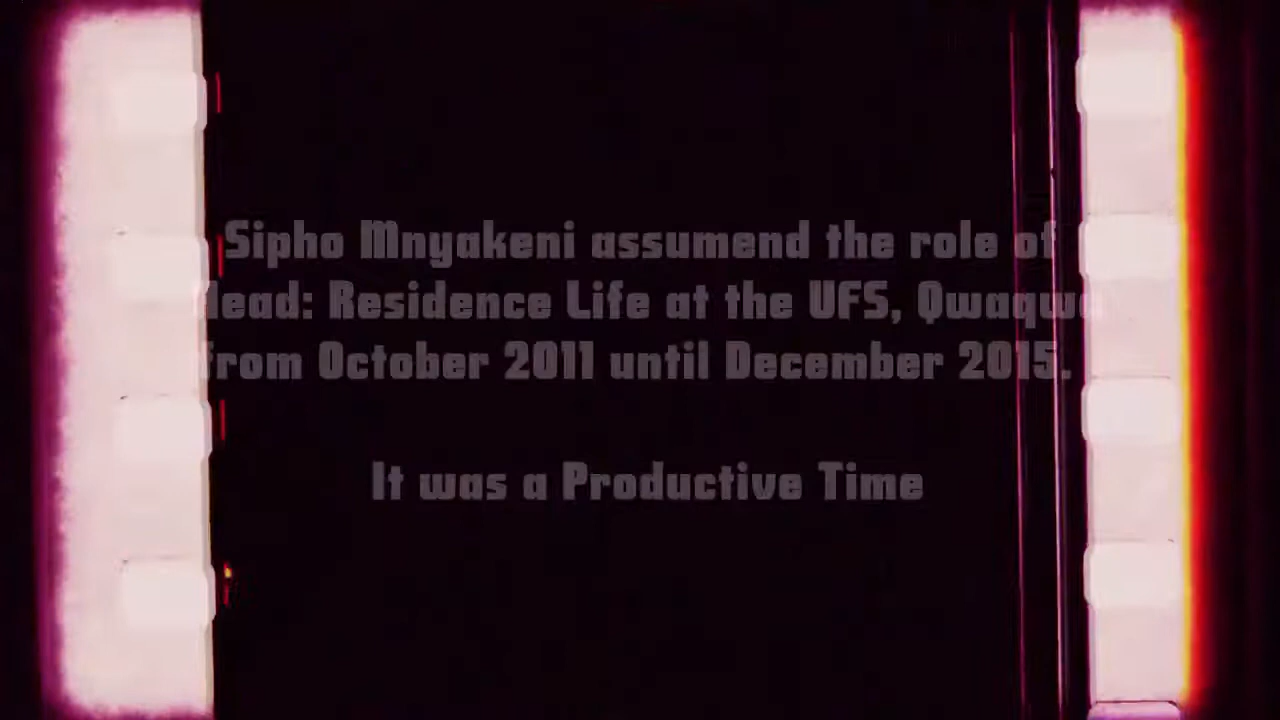 Sipho Mnyakeni assumend the role of
Head: Residence Life at the UFS, Qwaqwa
from October 2011 until December 2015.
It was a Productive Time